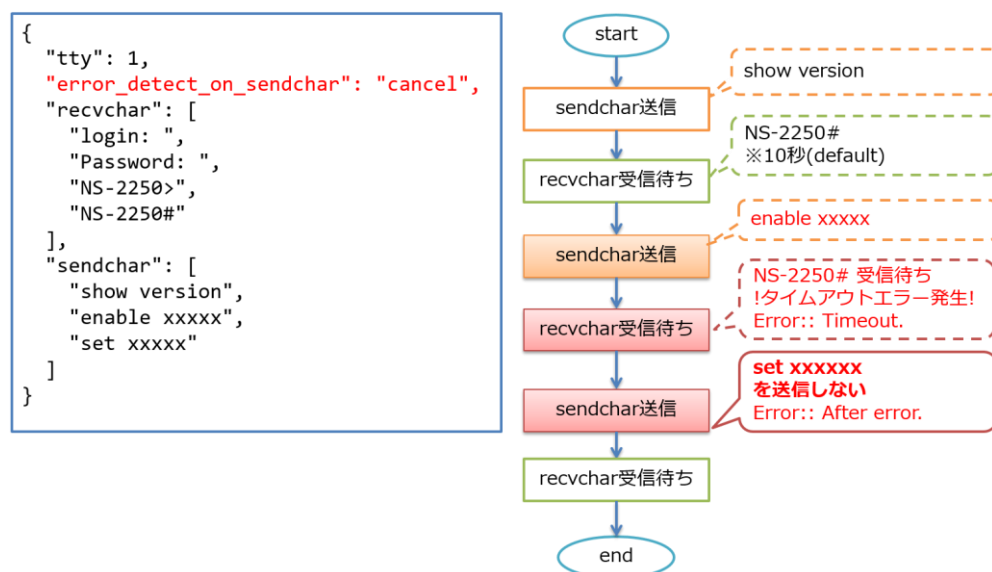 {
  "tty": 1,
  "error_detect_on_sendchar": "cancel",
  "recvchar": [
    "login: ",
    "Password: ",
    "NS-2250>",
    "NS-2250#"
  ],
  "sendchar": [
    "show version",
    "enable xxxxx",
    "set xxxxx"
  ]
}
start
sendchar送信
show version
recvchar受信待ち
NS-2250#
※10秒(default)
sendchar送信
enable xxxxx
recvchar受信待ち
NS-2250# 受信待ち
!タイムアウトエラー発生!
Error:: Timeout.
sendchar送信
set xxxxxx
を送信しない
Error:: After error.
recvchar受信待ち
end